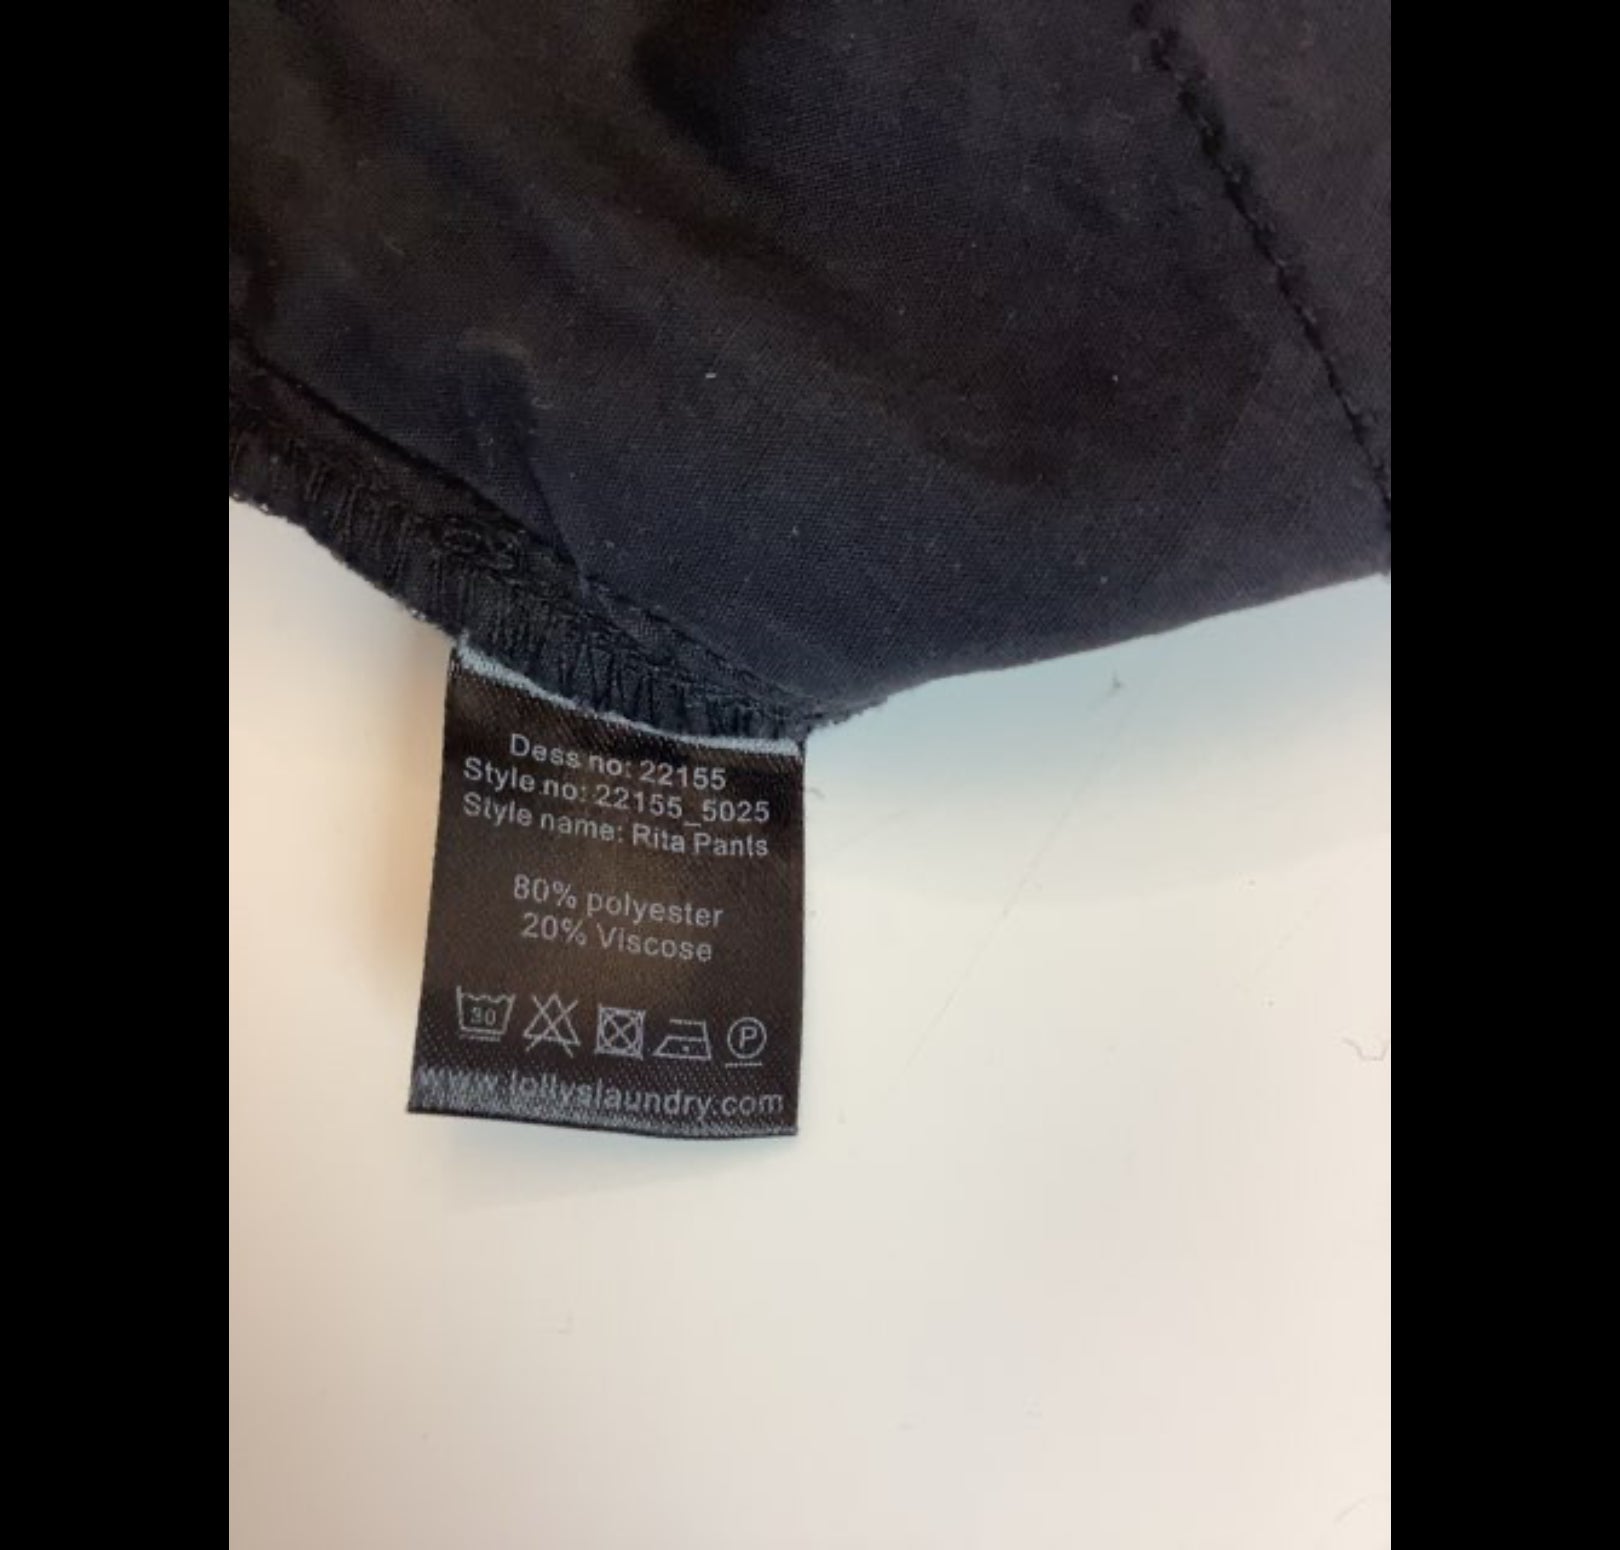 Dess no: 22155
Style no: 22155_5025
Style name: Rita Pants
80% polyester
20% Viscose
30
P
www.lollyslaundry.com